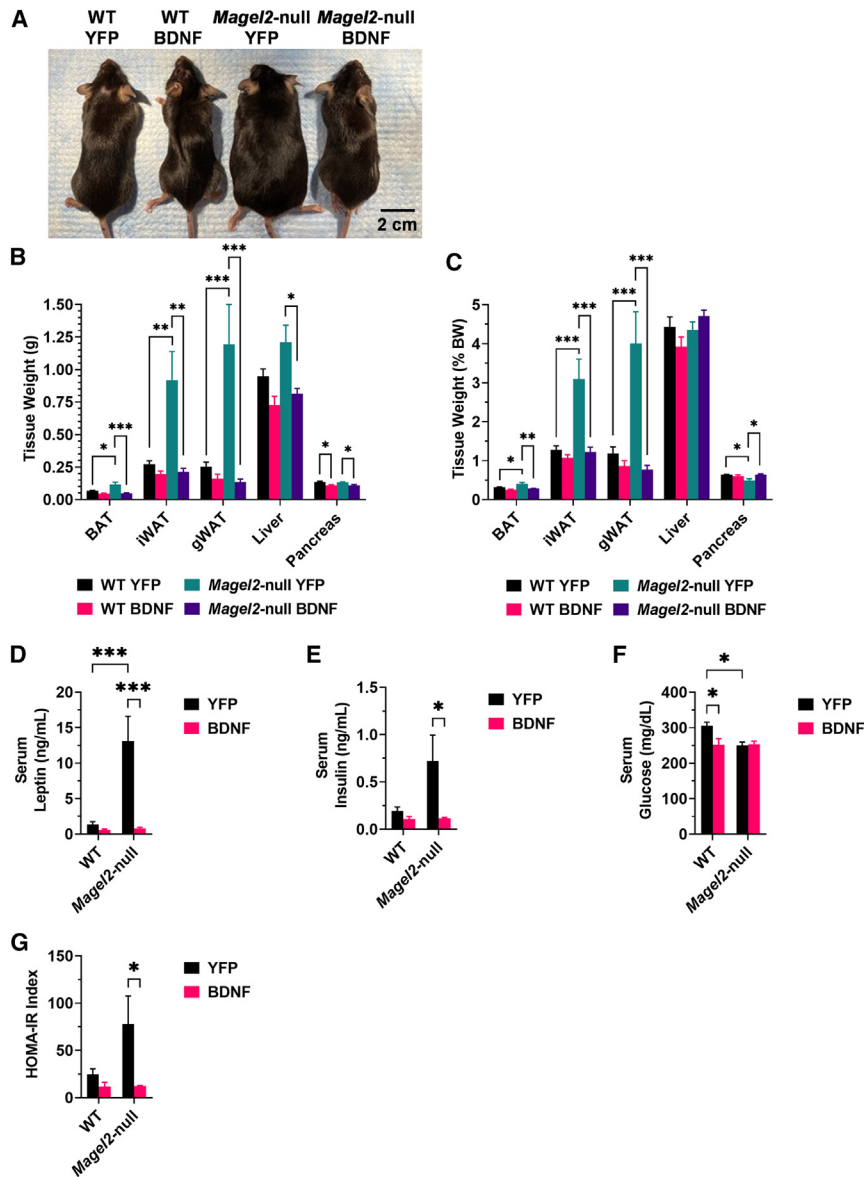 A
WT
YFP
WT
BDNF
Magel2-null
YFP
Magel2-null
BDNF
2 cm
B
Tissue Weight (g)
1.50
1.25
1.00
0.75
0.50
0.25
0.00
* *** ** ** *** *** * * *
BAT
iWAT
gWAT
Liver
Pancreas
WT YFP
Magel2-null YFP
WT BDNF
Magel2-null BDNF
C
Tissue Weight (% BW)
5
4
3
2
1
0
* ** *** *** *** *** * *
BAT
iWAT
gWAT
Liver
Pancreas
WT YFP
Magel2-null YFP
WT BDNF
Magel2-null BDNF
D
Serum
Leptin (ng/mL)
20
15
10
5
0
***
***
WT
Magel2-null
YFP
BDNF
E
Serum
Insulin (ng/mL)
1.5
1.0
0.5
0.0
*
WT
Magel2-null
YFP
BDNF
F
Serum
Glucose (mg/dL)
400
300
200
100
0
*
*
WT
Magel2-null
YFP
BDNF
G
HOMA-IR Index
150
100
50
25
0
*
WT
Magel2-null
YFP
BDNF